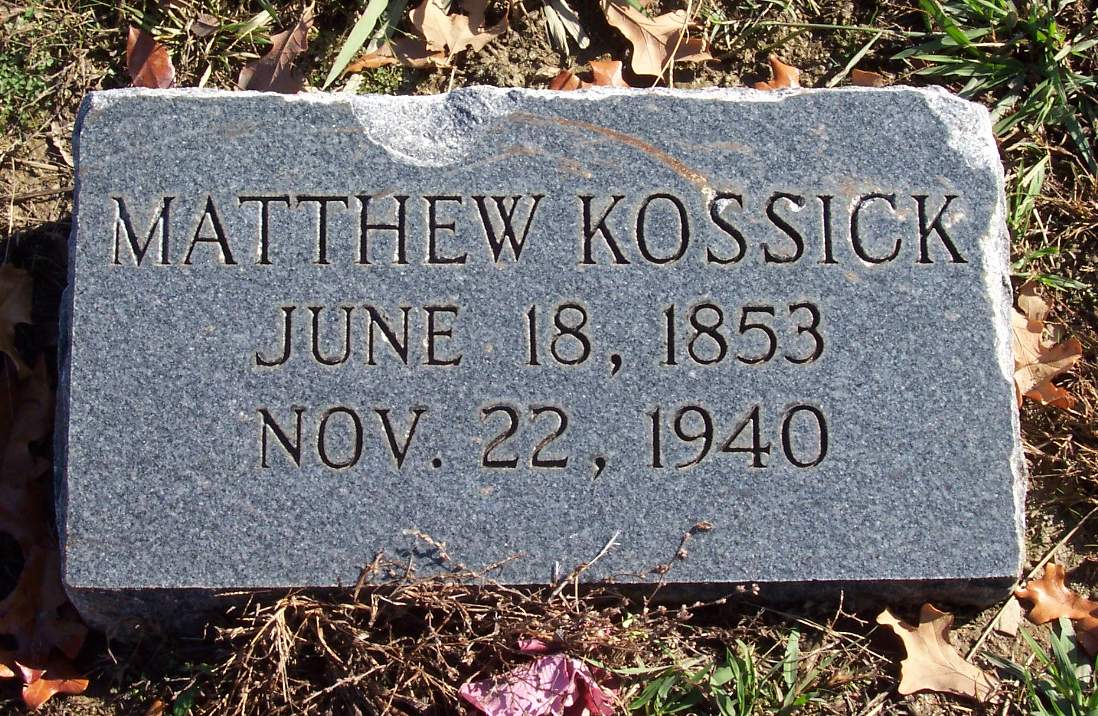 MATTHEW KOSSICK
JUNE 18, 1853
NOV. 22, 1940